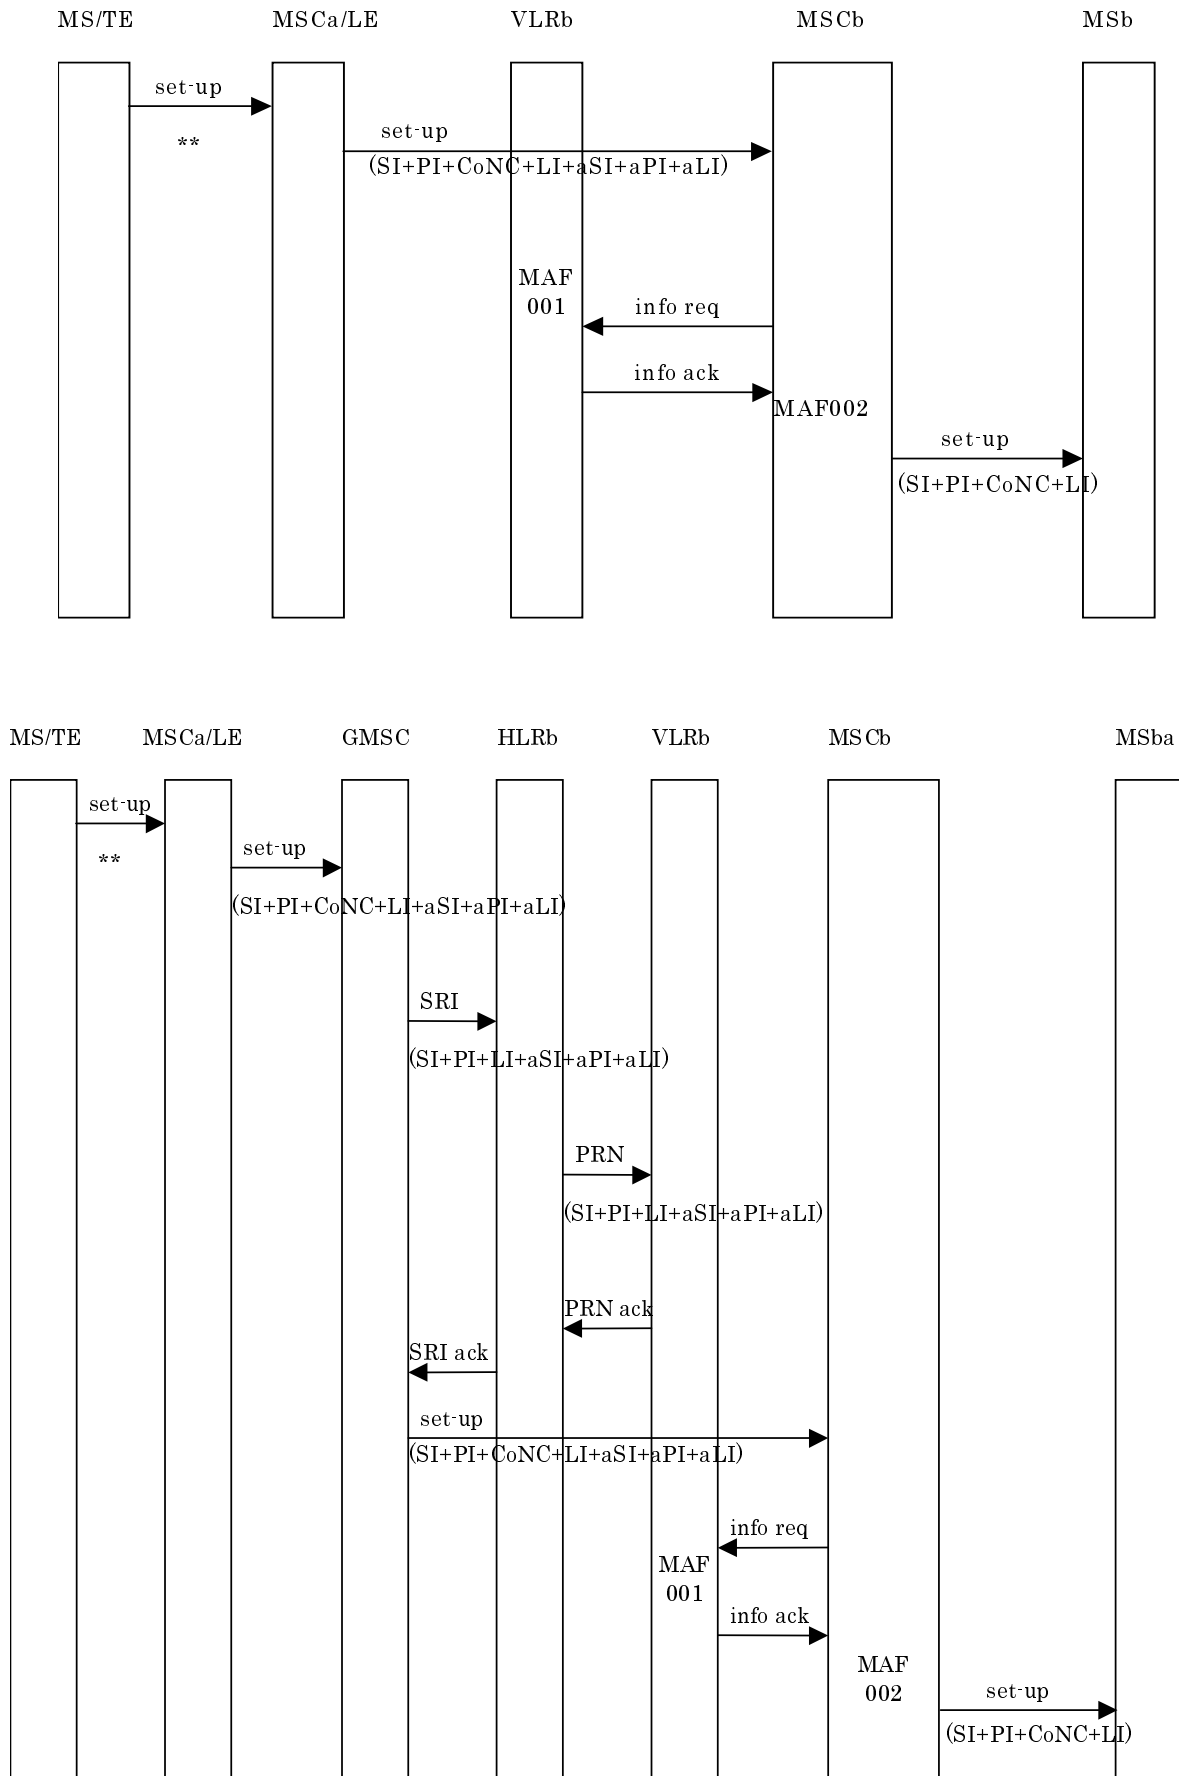 MS/TE MSCa/LE VLRb MSCb MSb
set-up
**
set-up
(SI+PI+CoNC+LI+aSI+aPI+aLI)
MAF
001
info req
info ack
MAF002
set-up
(SI+PI+CoNC+LI)
MS/TE MSCa/LE GMSC HLRb VLRb MSCb MSba
set-up
**
set-up
(SI+PI+CoNC+LI+aSI+aPI+aLI)
SRI
(SI+PI+LI+aSI+aPI+aLI)
PRN
(SI+PI+LI+aSI+aPI+aLI)
PRN ack
SRI ack
set-up
(SI+PI+CoNC+LI+aSI+aPI+aLI)
info req
MAF
001
info ack
MAF
002
set-up
(SI+PI+CoNC+LI)